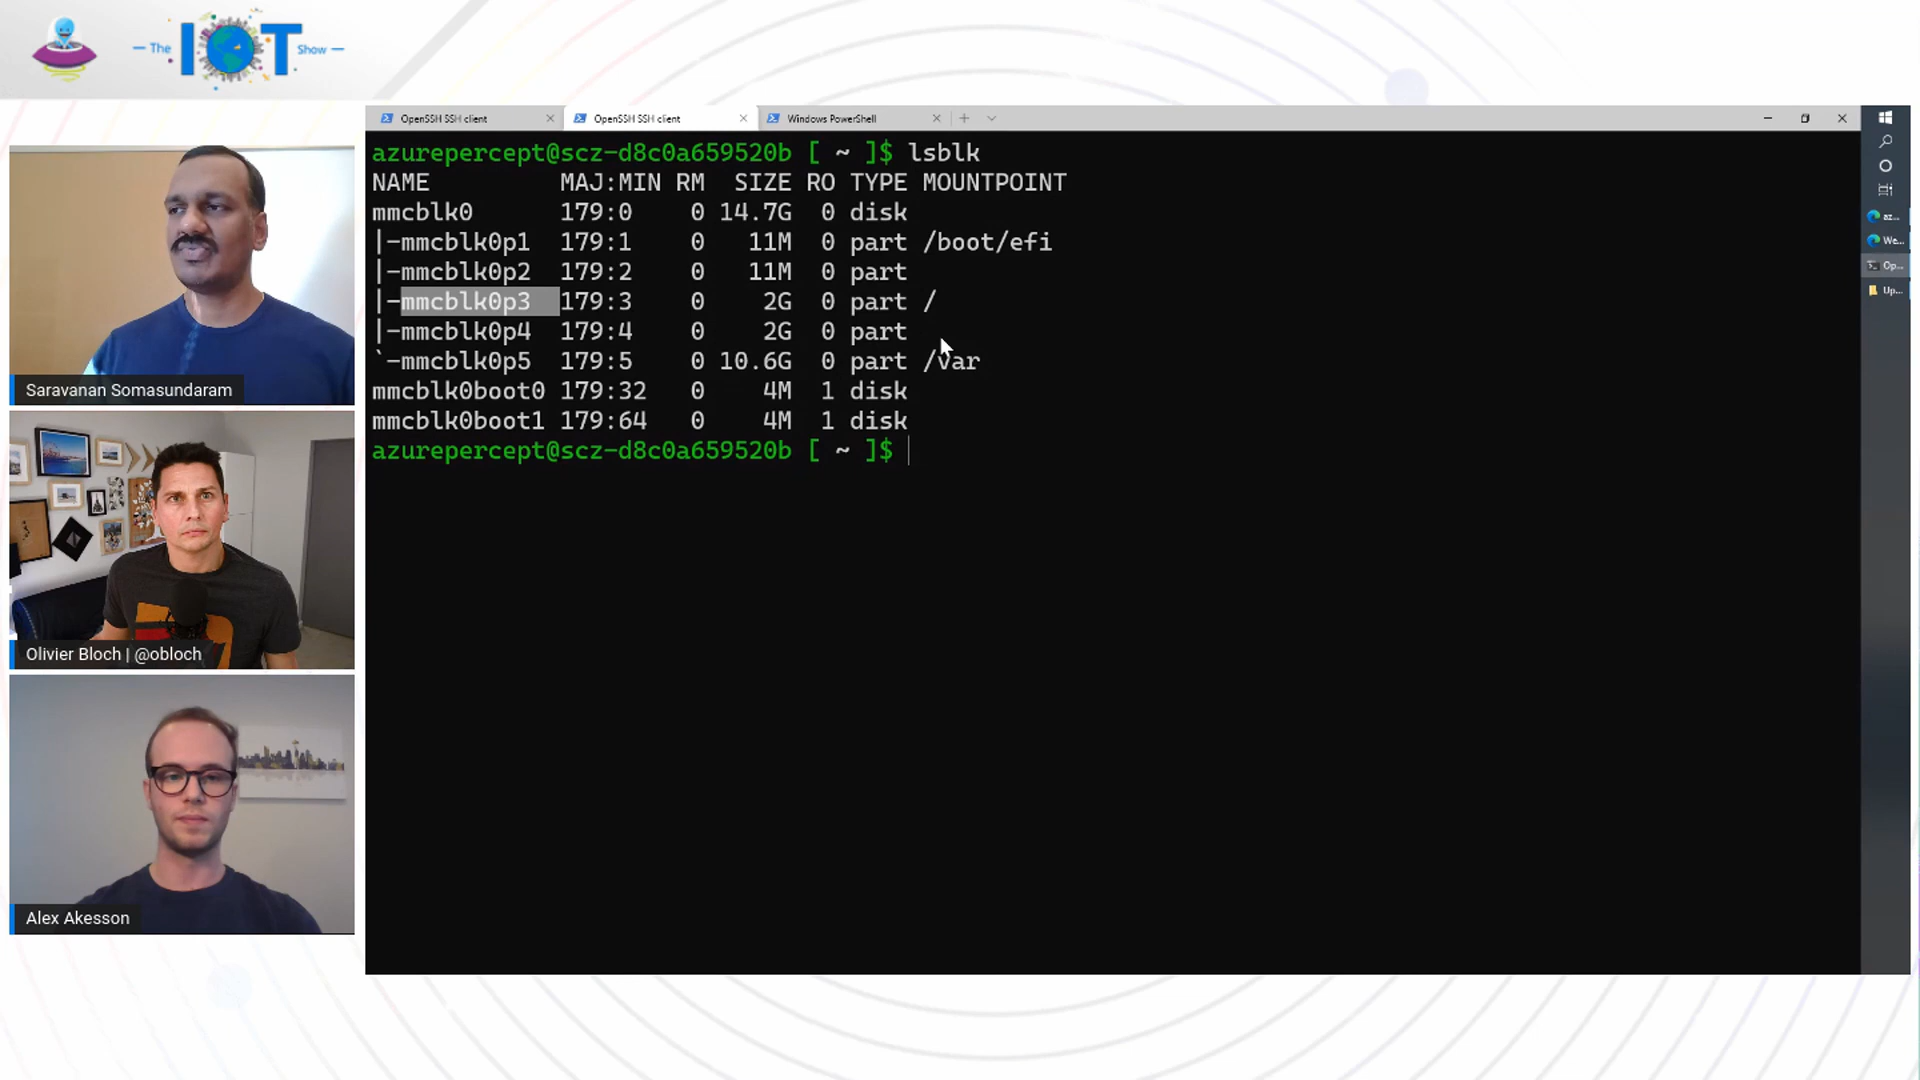 The IOT Show
OpenSSH SSH client
OpenSSH SSH client
Windows PowerShell
azurepercept@scz-d8c0a659520b [ ~ ]$ lsblk
NAME MAJ:MIN RM SIZE RO TYPE MOUNTPOINT
mmcblk0 179:0 0 14.7G 0 disk
|-mmcblk0p1 179:1 0 11M 0 part /boot/efi
|-mmcblk0p2 179:2 0 11M 0 part
|-mmcblk0p3 179:3 0 2G 0 part /
|-mmcblk0p4 179:4 0 2G 0 part
`-mmcblk0p5 179:5 0 10.6G 0 part /var
mmcblk0boot0 179:32 0 4M 1 disk
mmcblk0boot1 179:64 0 4M 1 disk
azurepercept@scz-d8c0a659520b [ ~ ]$
az...
We...
Op...
Up...
Saravanan Somasundaram
Olivier Bloch | @obloch
Alex Akesson